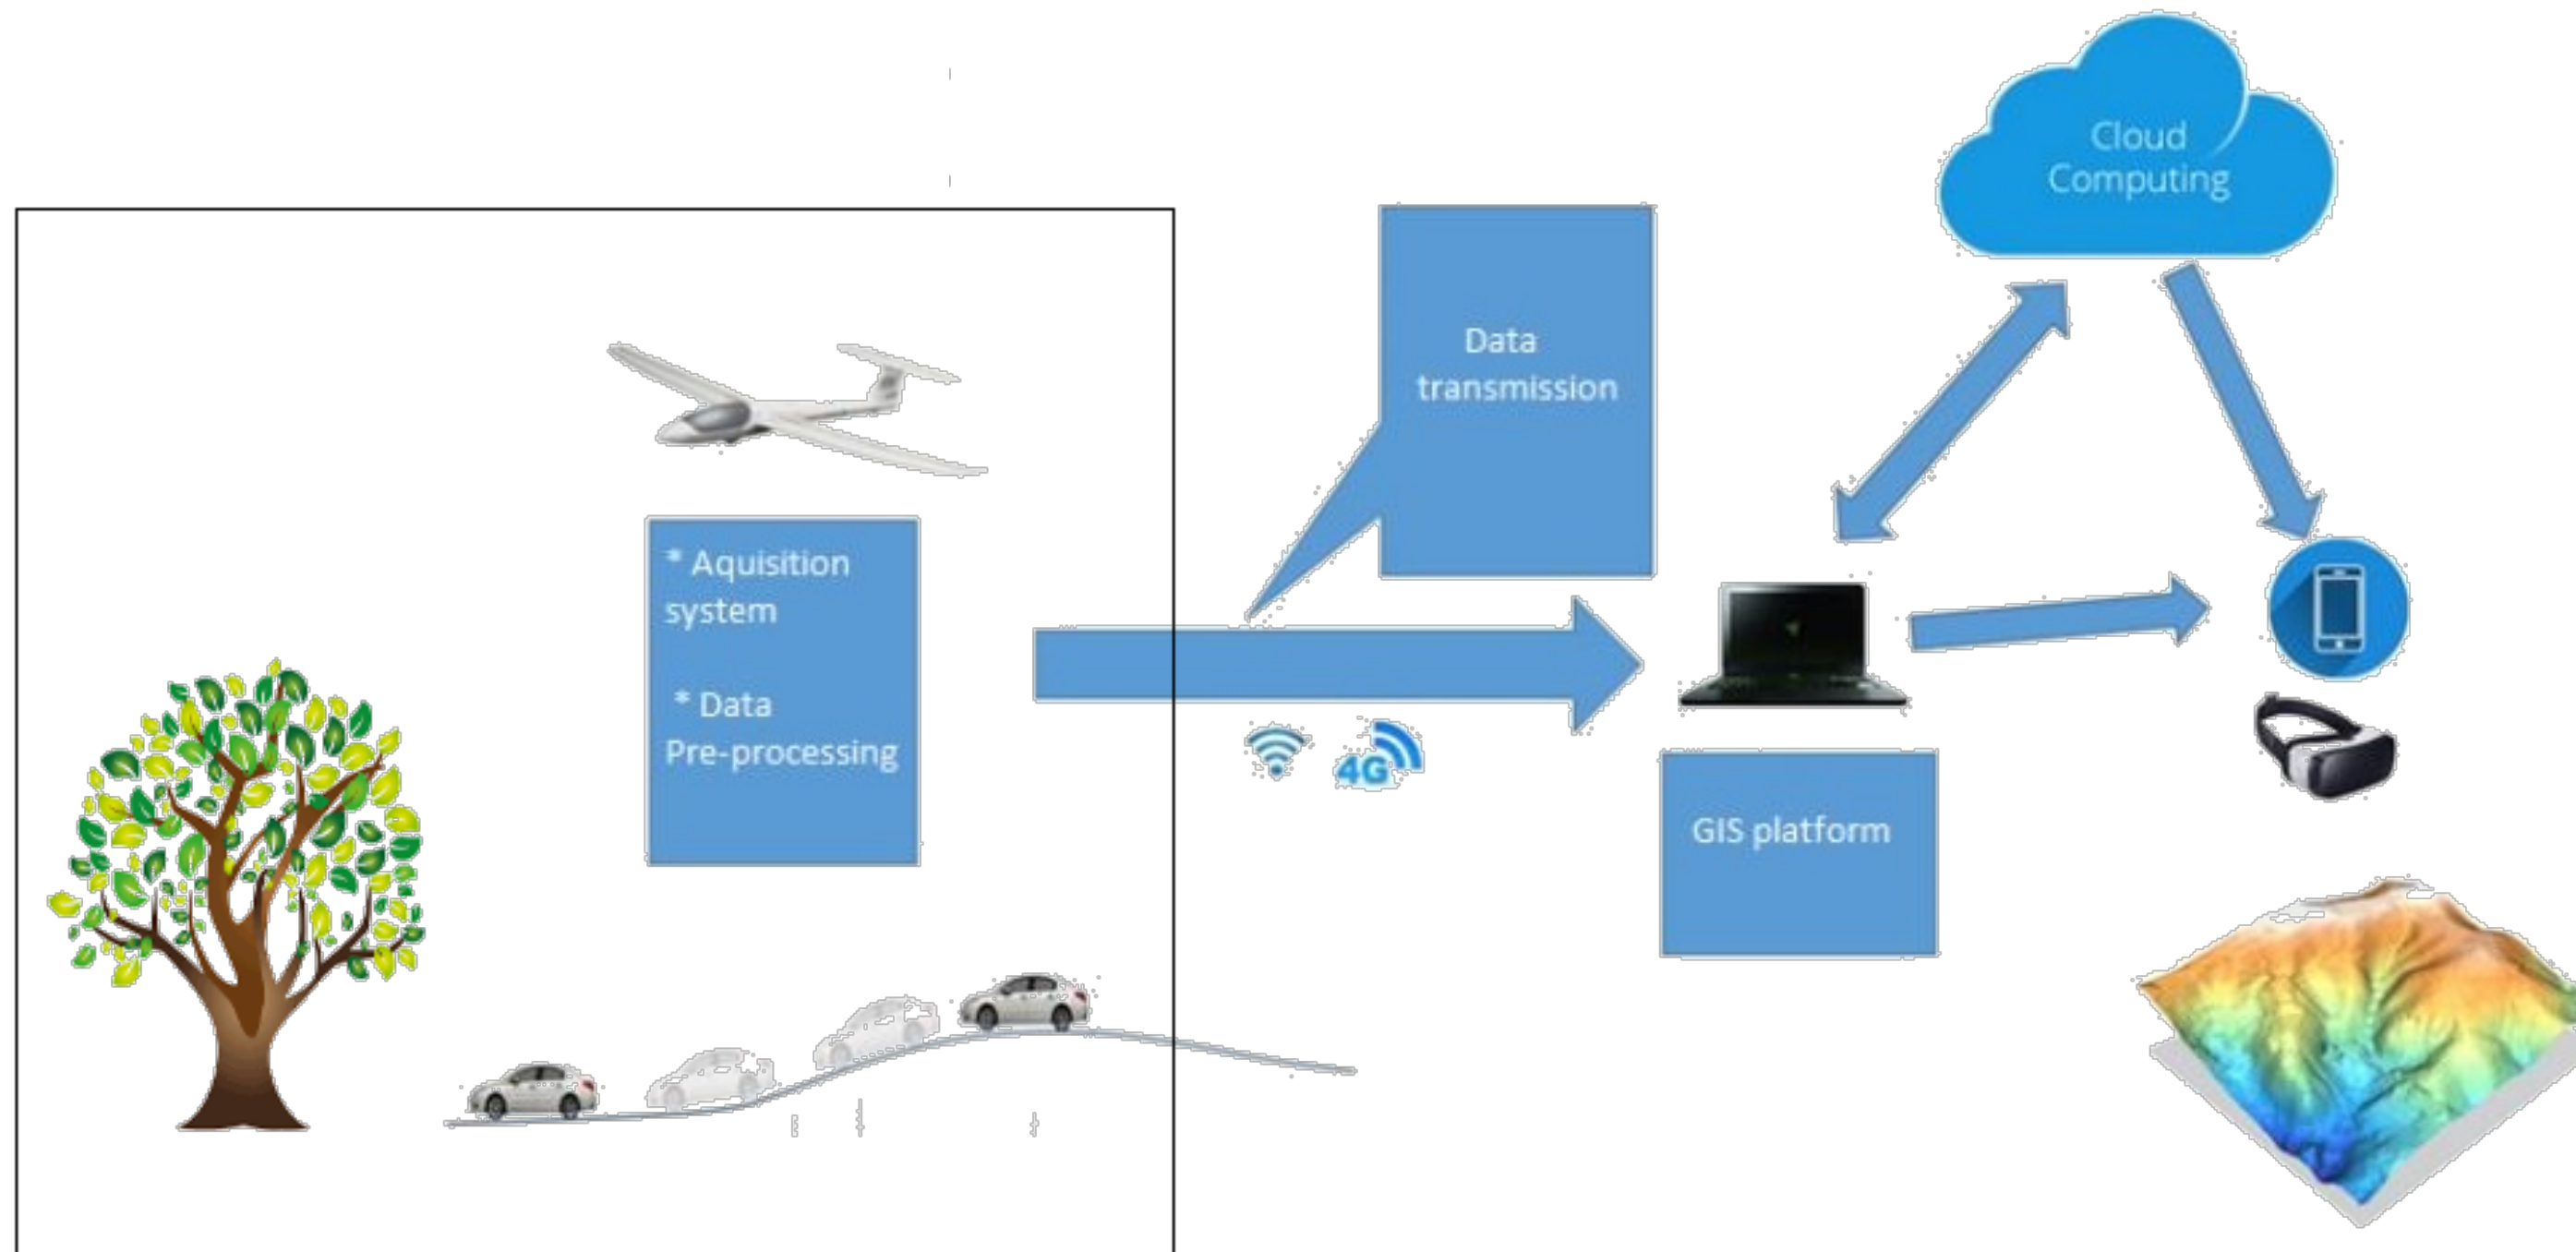 Cloud
Computing
Data
transmission
* Aquisition
system
* Data
Pre-processing
4G
GIS platform